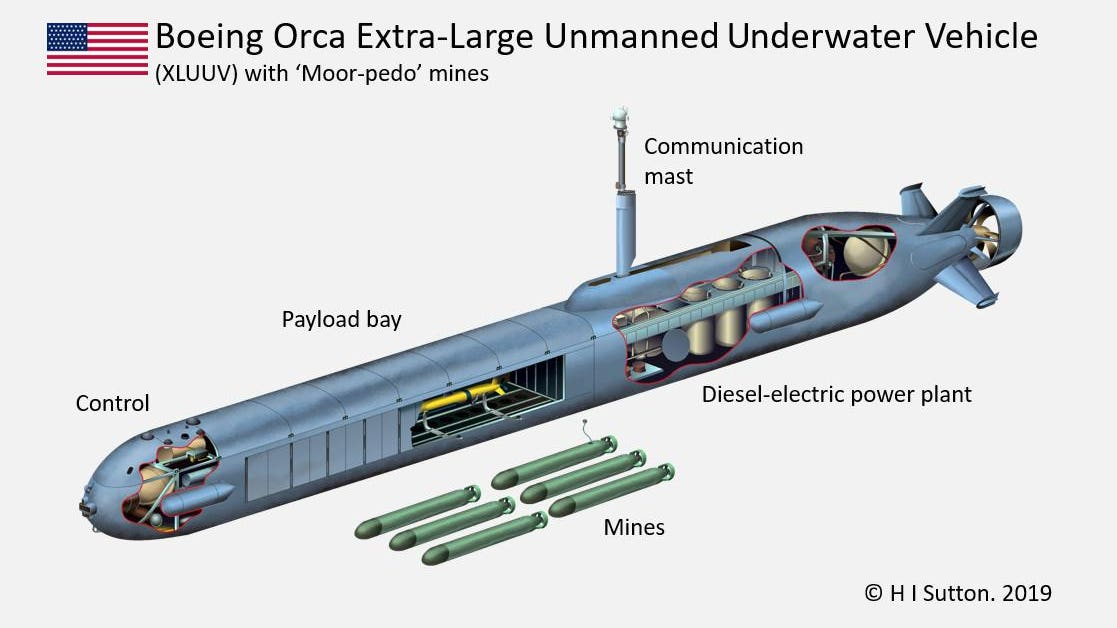 Boeing Orca Extra-Large Unmanned Underwater Vehicle
(XLUUV) with ‘Moor-pedo’ mines
Communication
mast
Payload bay
Control
Diesel-electric power plant
Mines
© H I Sutton. 2019